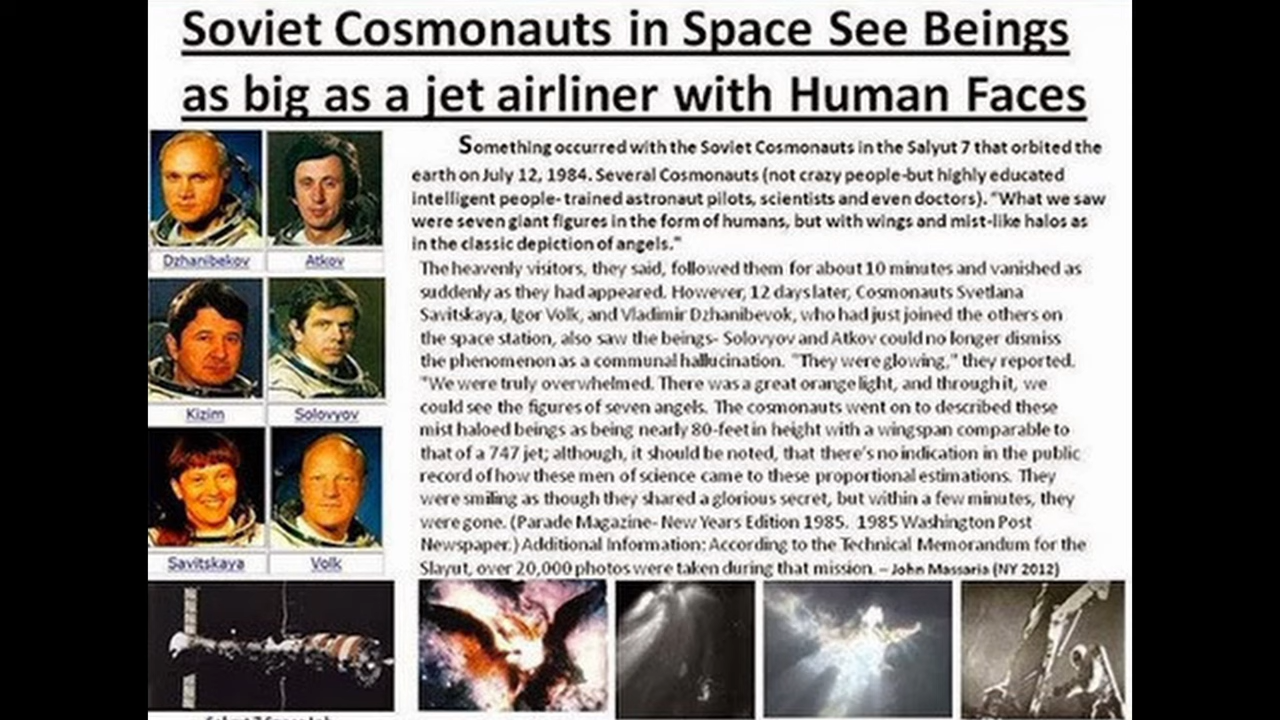 Soviet Cosmonauts in Space See Beings
as big as a jet airliner with Human Faces
Something occurred with the Soviet Cosmonauts in the Salyut 7 that orbited the
earth on July 12, 1984. Several Cosmonauts (not crazy people-but highly educated
intelligent people- trained astronaut pilots, scientists and even doctors). "What we saw
were seven giant figures in the form of humans, but with wings and mist-like halos as
in the classic depiction of angels."
The heavenly visitors, they said, followed them for about 10 minutes and vanished as
suddenly as they had appeared. However, 12 days later, Cosmonauts Svetlana
Savitskaya, Igor Volk, and Vladimir Dzhanibevok, who had just joined the others on
the space station, also saw the beings- Solovyov and Atkov could no longer dismiss
the phenomenon as a communal hallucination. "They were glowing," they reported.
"We were truly overwhelmed. There was a great orange light, and through it, we
could see the figures of seven angels. The cosmonauts went on to described these
mist haloed beings as being nearly 80-feet in height with a wingspan comparable to
that of a 747 jet; although, it should be noted, that there's no indication in the public
record of how these men of science came to these proportional estimations. They
were smiling as though they shared a glorious secret, but within a few minutes, they
were gone. (Parade Magazine- New Years Edition 1985. 1985 Washington Post
Newspaper.) Additional Information: According to the Technical Memorandum for the
Slayut, over 20,000 photos were taken during that mission. – John Massaria (NY 2012)
Dzhanibekov
Atkov
Kizim
Solovyov
Savitskaya
Volk